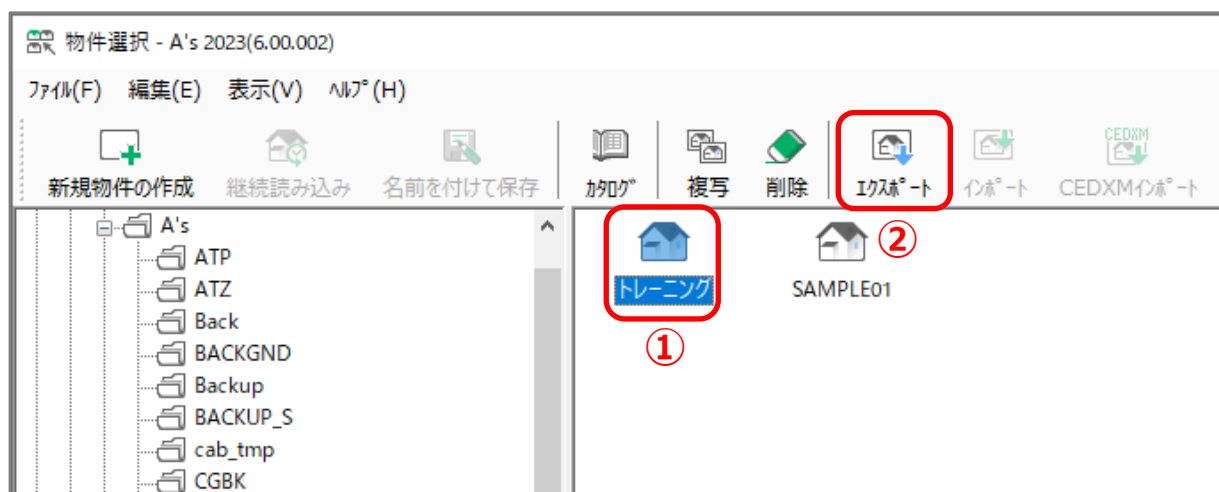 物件選択 - A's 2023(6.00.002)
ﾌｧｲﾙ(F) 編集(E) 表示(V) ﾍﾙﾌﾟ(H)
CEDXM
新規物件の作成 継続読み込み 名前を付けて保存 ｶﾀﾛｸﾞ 複写 削除 ｴｸｽﾎﾟｰﾄ ｲﾝﾎﾟｰﾄ CEDXMｲﾝﾎﾟｰﾄ
A's
ATP
ATZ
Back
BACKGND
Backup
BACKUP_S
cab_tmp
CGBK
②
トレーニング SAMPLE01
①